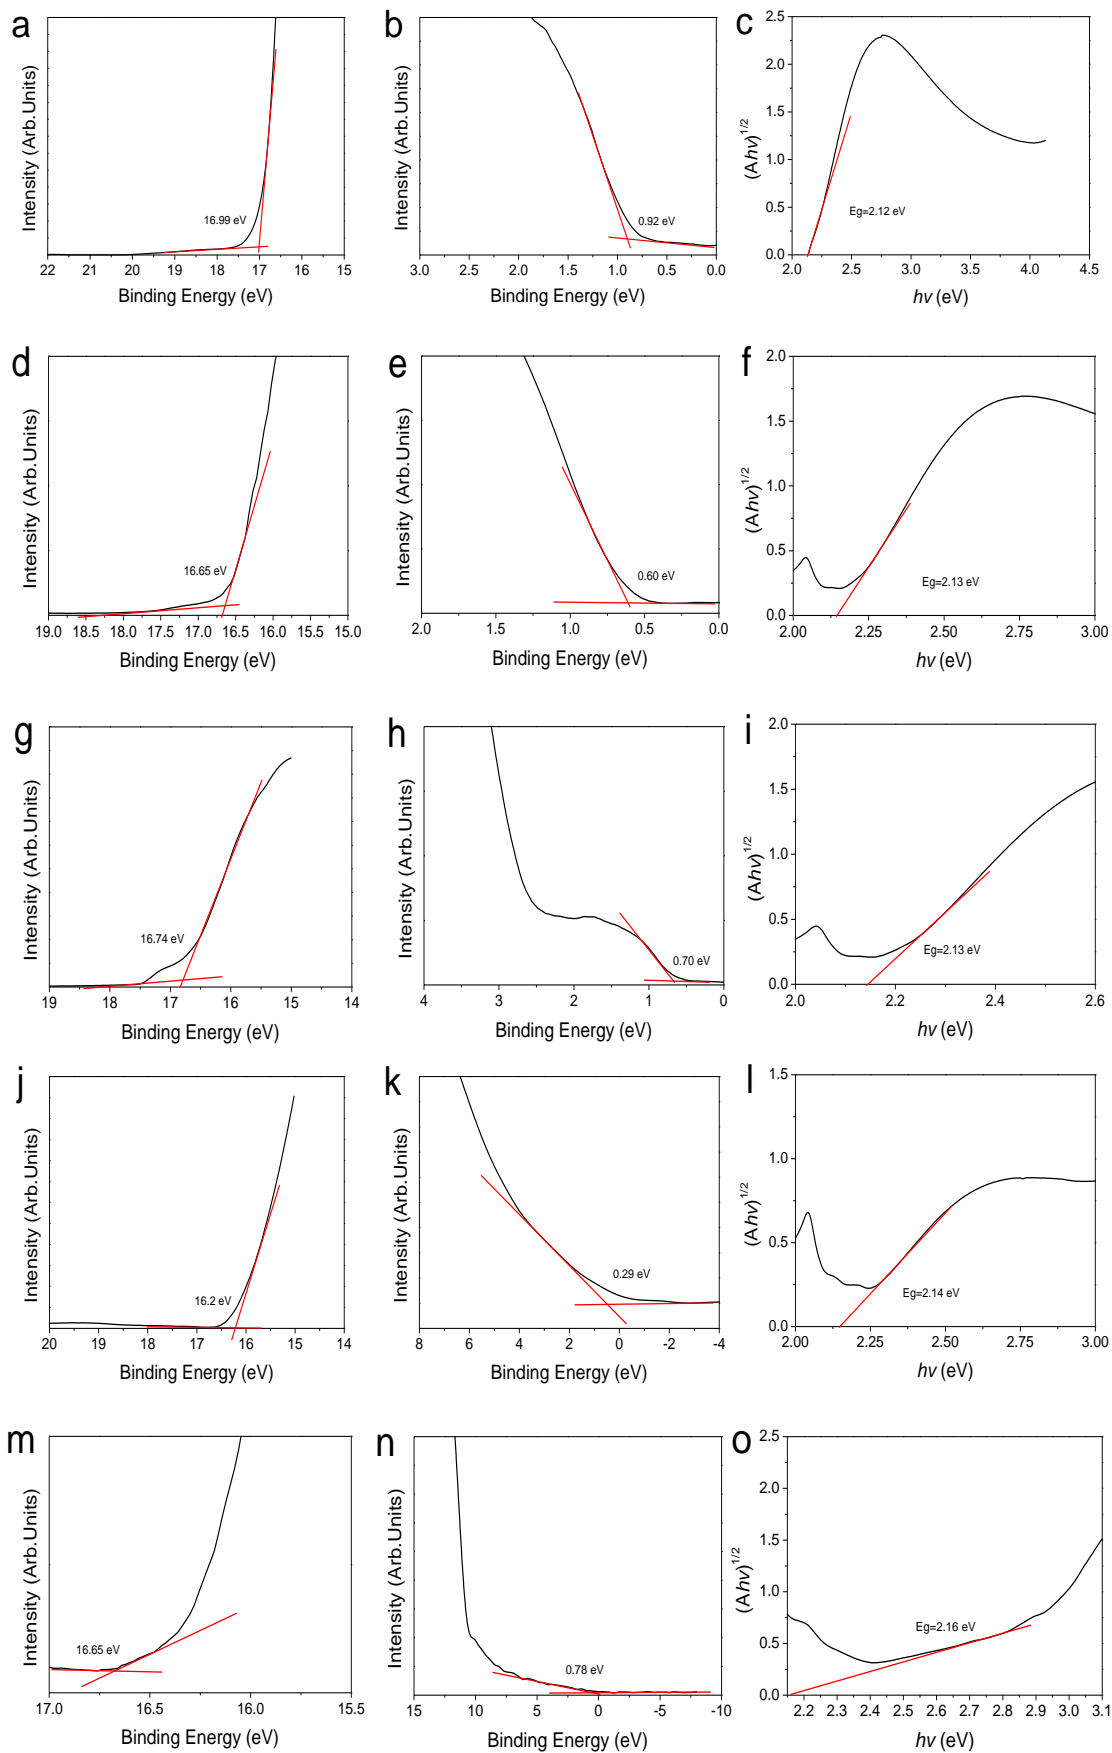 a
Intensity (Arb.Units)
16.99 eV
22 21 20 19 18 17 16 15
Binding Energy (eV)
b
Intensity (Arb.Units)
0.92 eV
3.0 2.5 2.0 1.5 1.0 0.5 0.0
Binding Energy (eV)
c
(Ahv)1/2
2.5
2.0
1.5
1.0
0.5
0.0
Eg=2.12 eV
2.0 2.5 3.0 3.5 4.0 4.5
hv (eV)
d
Intensity (Arb.Units)
16.65 eV
19.0 18.5 18.0 17.5 17.0 16.5 16.0 15.5 15.0
Binding Energy (eV)
e
Intensity (Arb.Units)
0.60 eV
2.0 1.5 1.0 0.5 0.0
Binding Energy (eV)
f
(Ahv)1/2
2.0
1.5
1.0
0.5
0.0
Eg=2.13 eV
2.00 2.25 2.50 2.75 3.00
hv (eV)
g
Intensity (Arb.Units)
16.74 eV
19 18 17 16 15 14
Binding Energy (eV)
h
Intensity (Arb.Units)
0.70 eV
4 3 2 1 0
Binding Energy (eV)
i
(Ahv)1/2
2.0
1.5
1.0
0.5
0.0
Eg=2.13 eV
2.0 2.2 2.4 2.6
hv (eV)
j
Intensity (Arb.Units)
16.2 eV
20 19 18 17 16 15 14
Binding Energy (eV)
k
Intensity (Arb.Units)
0.29 eV
8 6 4 2 0 -2 -4
Binding Energy (eV)
l
(Ahv)1/2
1.5
1.0
0.5
0.0
Eg=2.14 eV
2.00 2.25 2.50 2.75 3.00
hv (eV)
m
Intensity (Arb.Units)
16.65 eV
17.0 16.5 16.0 15.5
Binding Energy (eV)
n
Intensity (Arb.Units)
0.78 eV
15 10 5 0 -5 -10
Binding Energy (eV)
o
(Ahv)1/2
2.5
2.0
1.5
1.0
0.5
0.0
Eg=2.16 eV
2.2 2.3 2.4 2.5 2.6 2.7 2.8 2.9 3.0 3.1
hv (eV)